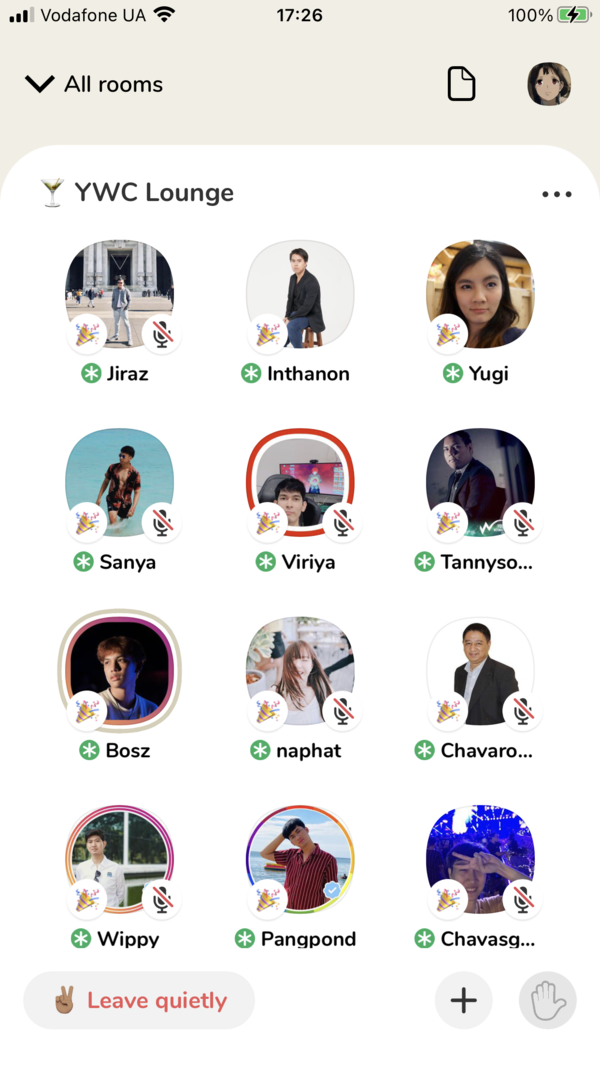 Vodafone UA 17:26 100%
All rooms
🍸 YWC Lounge
Jiraz Inthanon Yugi
Sanya Viriya Tannyso...
Bosz naphat Chavaro...
Wippy Pangpond Chavasg...
✌🏽 Leave quietly